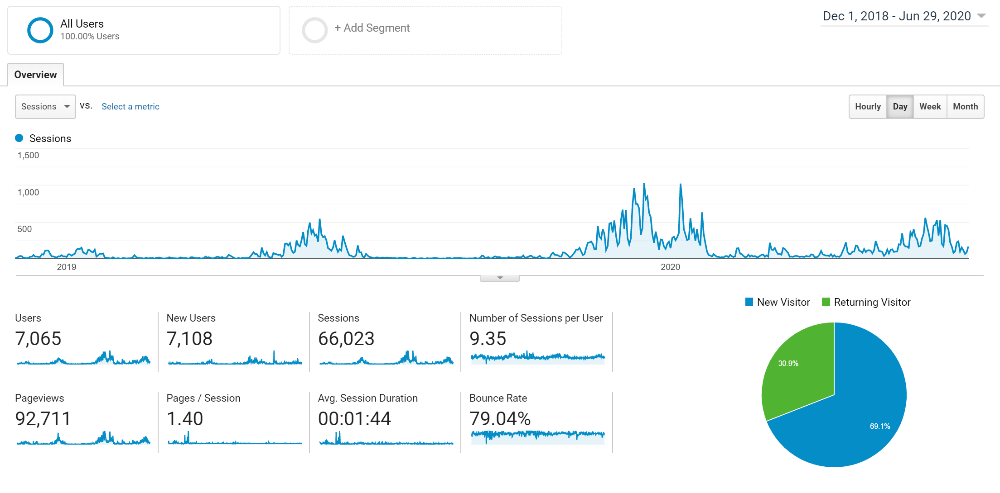 All Users
100.00% Users
+ Add Segment
Dec 1, 2018 - Jun 29, 2020
Overview
Sessions
VS.
Select a metric
Hourly
Day
Week
Month
Sessions
1,500
1,000
500
2019
2020
New Visitor
Returning Visitor
Users
7,065
New Users
7,108
Sessions
66,023
Number of Sessions per User
9.35
Pageviews
92,711
Pages / Session
1.40
Avg. Session Duration
00:01:44
Bounce Rate
79.04%
30.9%
69.1%